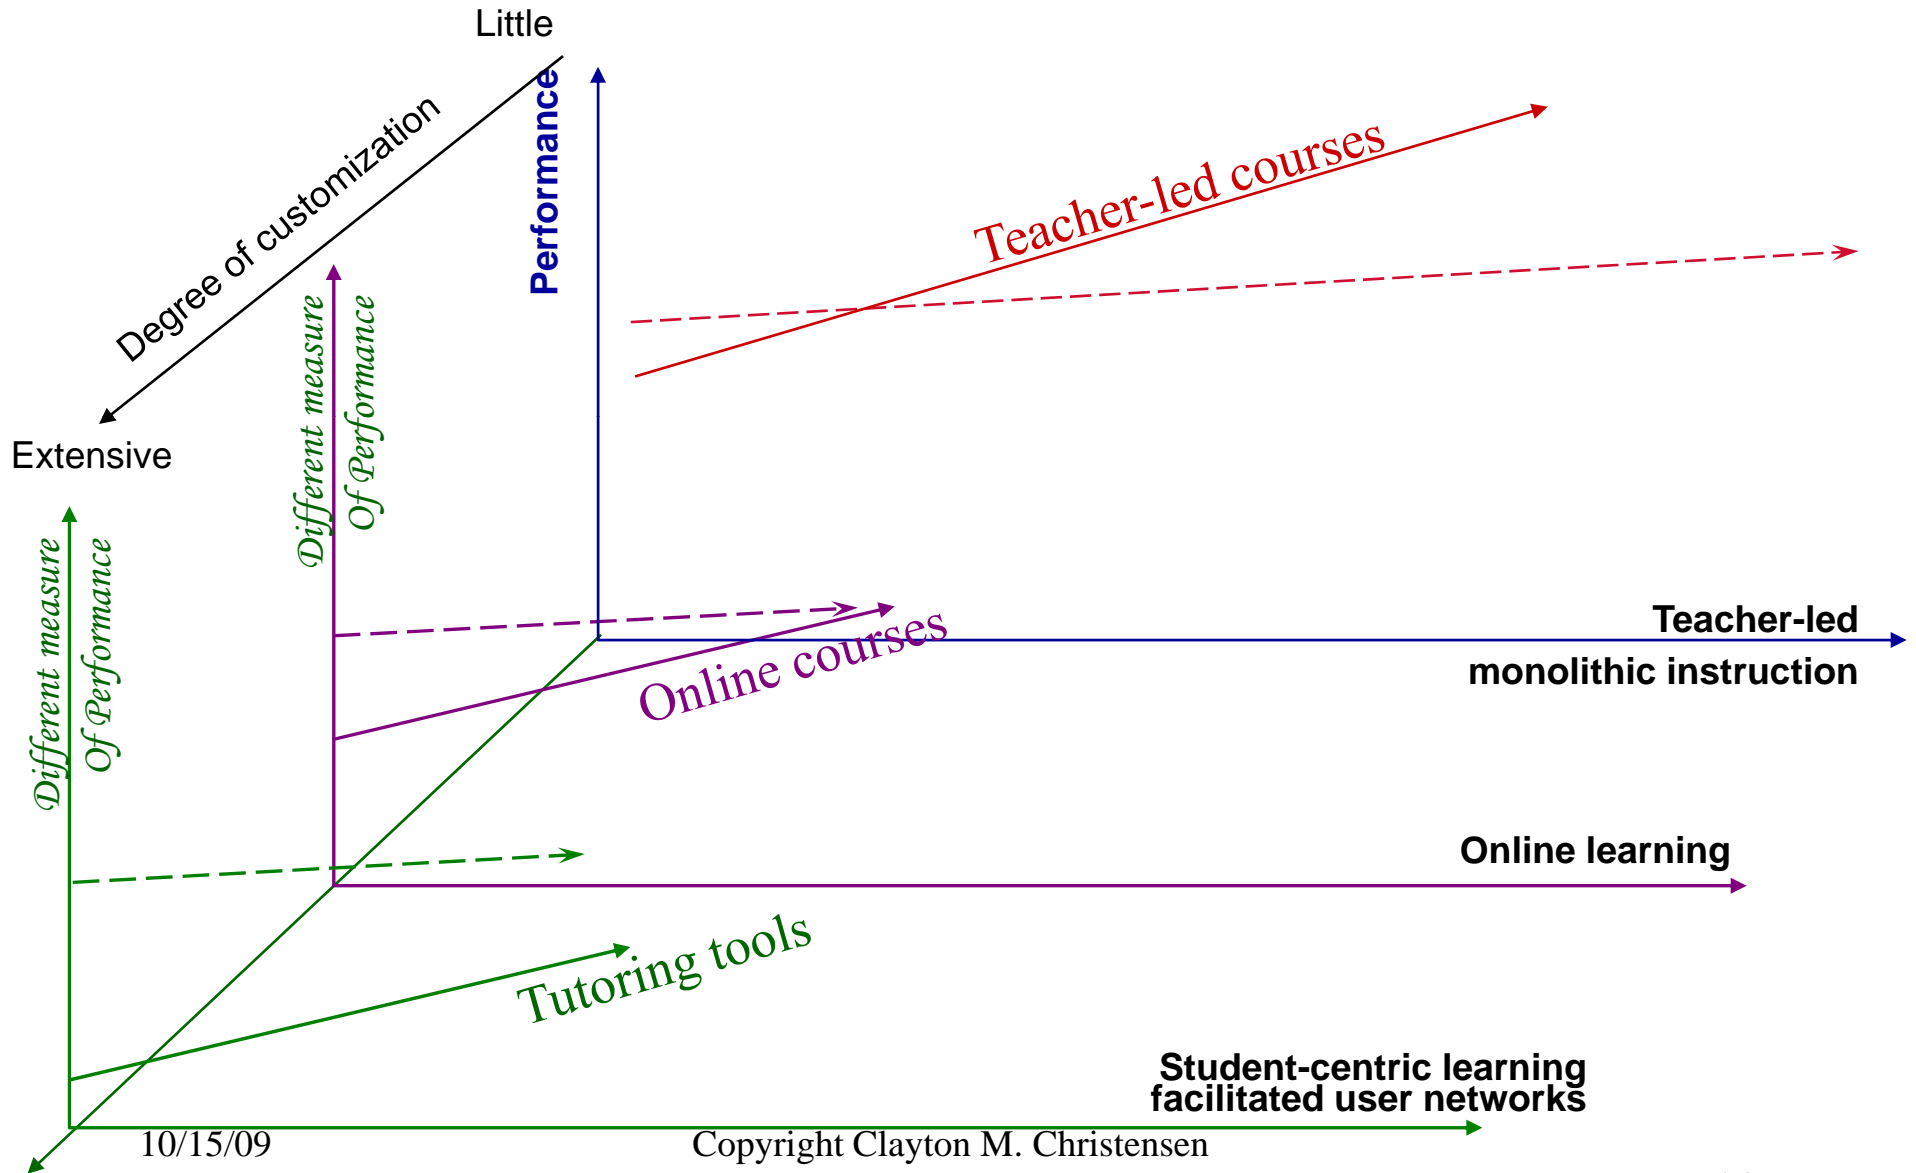 Little
Performance
Degree of customization
Teacher-led courses
Different measure
Of Performance
Extensive
Different measure
Of Performance
Teacher-led
monolithic instruction
Online courses
Online learning
Tutoring tools
Student-centric learning
facilitated user networks
10/15/09
Copyright Clayton M. Christensen